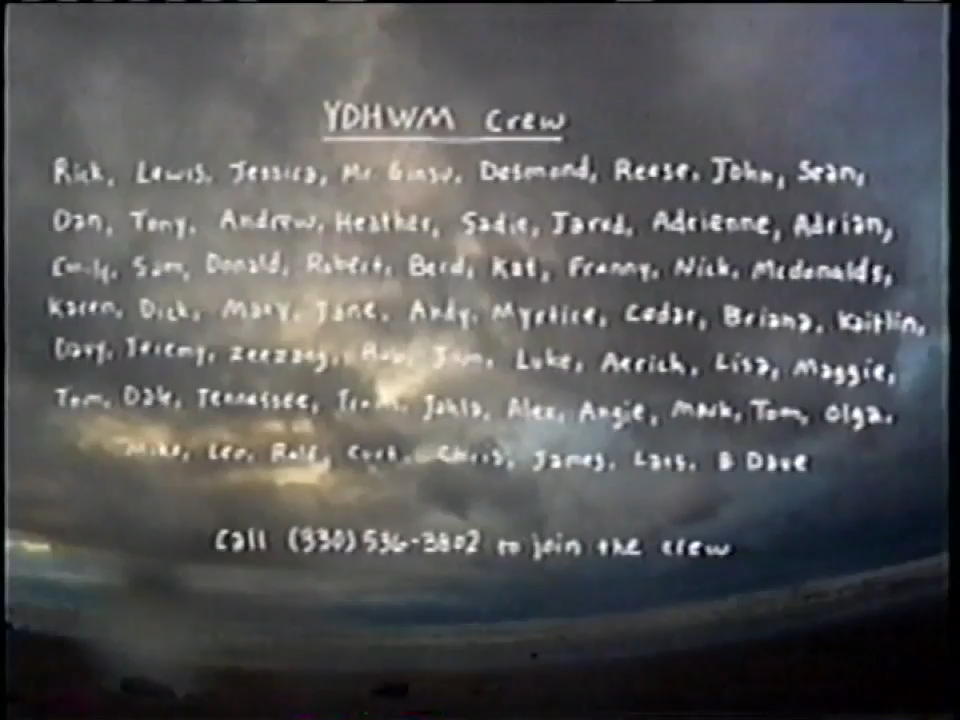 YDHWM Crew
Rick, Lewis, Jessica, Mr Ginsu, Desmond, Reese, John, Sean,
Dan, Tony, Andrew, Heather, Sadie, Jared, Adrienne, Adrian,
Emily, Sam, Donald, Robert, Berd, Kat, Franny, Nick, Mcdonalds,
Karen, Dick, Mary, Jane, Andy, Myrtice, Cedar, Briana, Kaitlin,
Jeremy, Zeezang, Luke, Aerich, Lisa, Maggie,
Tom, Dale, Tennessee, Johla, Alex, Angie, Mark, Tom, Olga,
Mike, Leo, Rolf, Chris, James, Lars, & Dave
Call (330) 536-3802 to join the crew